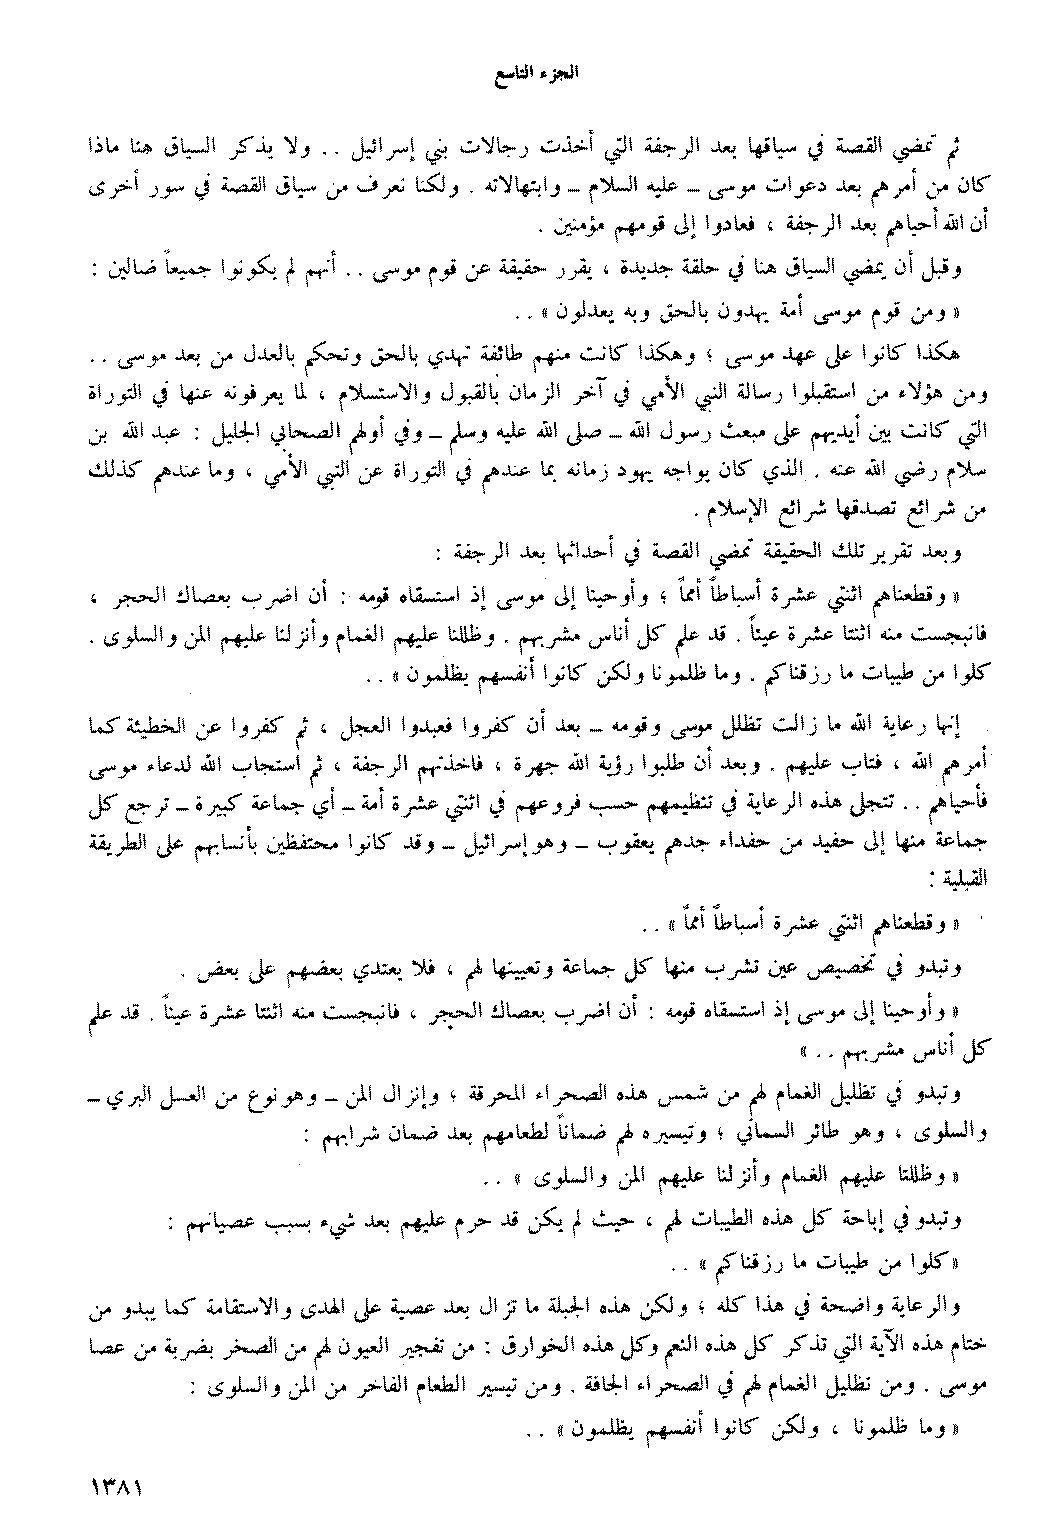 الجزء التاسع
ثم تمضي القصة في سياقها بعد الرجفة التي أخذت رجالات بني إسرائيل .. ولا يذكر السياق هنا ماذا
كان من أمرهم بعد دعوات موسى – عليه السلام – وابتهالاته . ولكنا نعرف من سياق القصة في سور أخرى
أن الله أحياهم بعد الرجفة ، فعادوا إلى قومهم مؤمنين .
وقبل أن يمضي السياق هنا في حلقة جديدة ، يقرر حقيقة عن قوم موسى .. أنهم لم يكونوا جميعاً ضالين :
« ومن قوم موسى أمة يهدون بالحق وبه يعدلون » ..
هكذا كانوا على عهد موسى ؛ وهكذا كانت منهم طائفة تهدي بالحق وتحكم بالعدل من بعد موسى ..
ومن هؤلاء من استقبلوا رسالة النبي الأمي في آخر الزمان بالقبول والاستسلام ، لما يعرفونه عنها في التوراة
التي كانت بين أيديهم على مبعث رسول الله – صلى الله عليه وسلم – وفي أولهم الصحابي الجليل : عبد الله بن
سلام رضي الله عنه . الذي كان يواجه يهود زمانه بما عندهم في التوراة عن النبي الأمي ، وما عندهم كذلك
من شرائع تصدقها شرائع الإسلام .
وبعد تقرير تلك الحقيقة تمضي القصة في أحداثها بعد الرجفة :
« وقطعناهم اثنتي عشرة أسباطاً أمماً ؛ وأوحينا إلى موسى إذ استسقاه قومه : أن اضرب بعصاك الحجر ،
فانبجست منه اثنتا عشرة عيناً . قد علم كل أناس مشربهم . وظللنا عليهم الغمام وأنزلنا عليهم المن والسلوى .
كلوا من طيبات ما رزقناكم . وما ظلمونا ولكن كانوا أنفسهم يظلمون » ..
إنها رعاية الله ما زالت تظلل موسى وقومه – بعد أن كفروا فعبدوا العجل ، ثم كفروا عن الخطيئة كما
أمرهم الله ، فتاب عليهم . وبعد أن طلبوا رؤية الله جهرة ، فاخذتهم الرجفة ، ثم استجاب الله لدعاء موسى
فأحياهم .. تتجلى هذه الرعاية في تنظيمهم حسب فروعهم في اثنتي عشرة أمة – أي جماعة كبيرة – ترجع كل
جماعة منها إلى حفيد من حفداء جدهم يعقوب – وهو إسرائيل – وقد كانوا محتفظين بأنسابهم على الطريقة
القبلية :
« وقطعناهم اثنتي عشرة أسباطاً أمماً » ..
وتبدو في تخصيص عين تشرب منها كل جماعة وتعيينها لهم ، فلا يعتدي بعضهم على بعض .
« وأوحينا إلى موسى إذ استسقاه قومه : أن اضرب بعصاك الحجر ، فانبجست منه اثنتا عشرة عيناً . قد علم
كل أناس مشربهم .. »
وتبدو في تظليل الغمام لهم من شمس هذه الصحراء المحرقة ؛ وإنزال المن – وهو نوع من العسل البري –
والسلوى ، وهو طائر السماني ؛ وتيسيره لهم ضماناً لطعامهم بعد ضمان شرابهم :
« وظللنا عليهم الغمام وأنزلنا عليهم المن والسلوى » ..
وتبدو في إباحة كل هذه الطيبات لهم ، حيث لم يكن قد حرم عليهم بعد شيء بسبب عصيانهم :
« كلوا من طيبات ما رزقناكم » ..
والرعاية واضحة في هذا كله ؛ ولكن هذه الجبلة ما تزال بعد عصية على الهدى والاستقامة كما يبدو من
ختام هذه الآية التي تذكر كل هذه النعم وكل هذه الخوارق : من تفجير العيون لهم من الصخر بضربة من عصا
موسى . ومن تظليل الغمام لهم في الصحراء الجافة . ومن تيسير الطعام الفاخر من المن والسلوى :
« وما ظلمونا ، ولكن كانوا أنفسهم يظلمون » ..
١٣٨١